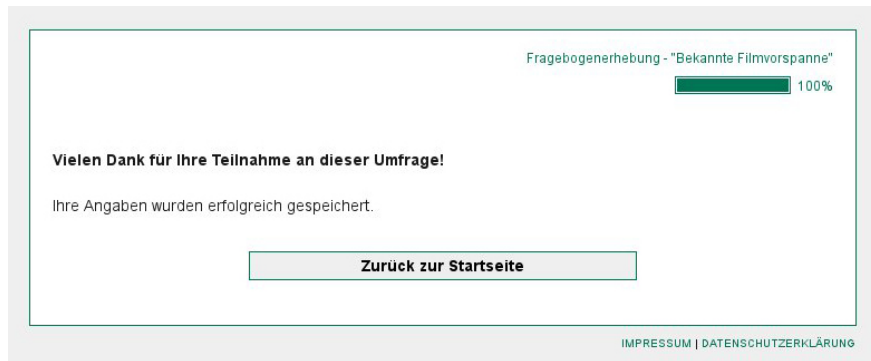 Fragebogenerhebung - "Bekannte Filmvorspanne"
100%
Vielen Dank für Ihre Teilnahme an dieser Umfrage!
Ihre Angaben wurden erfolgreich gespeichert.
Zurück zur Startseite
IMPRESSUM | DATENSCHUTZERKLÄRUNG